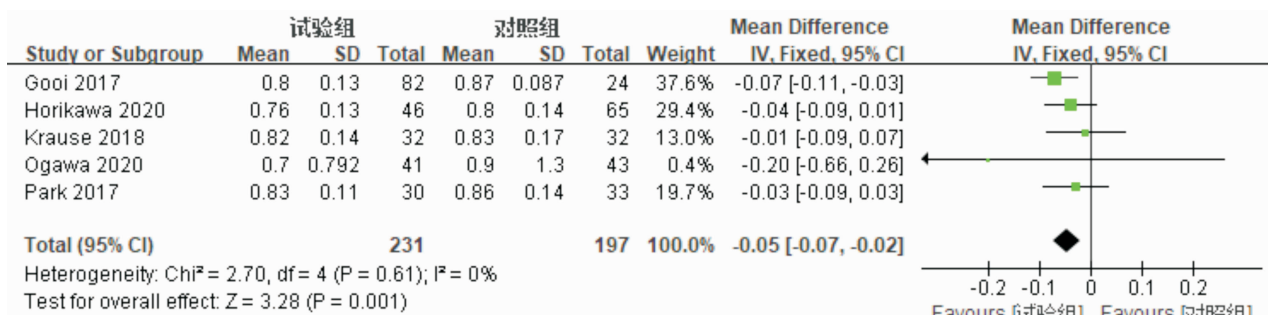 试验组 对照组 Mean Difference Mean Difference
Study or Subgroup Mean SD Total Mean SD Total Weight IV, Fixed, 95% CI IV, Fixed, 95% CI
Gooi 2017 0.8 0.13 82 0.87 0.087 24 37.6% -0.07 [-0.11, -0.03]
Horikawa 2020 0.76 0.13 46 0.8 0.14 65 29.4% -0.04 [-0.09, 0.01]
Krause 2018 0.82 0.14 32 0.83 0.17 32 13.0% -0.01 [-0.09, 0.07]
Ogawa 2020 0.7 0.792 41 0.9 1.3 43 0.4% -0.20 [-0.66, 0.26]
Park 2017 0.83 0.11 30 0.86 0.14 33 19.7% -0.03 [-0.09, 0.03]
Total (95% CI) 231 197 100.0% -0.05 [-0.07, -0.02]
Heterogeneity: Chi² = 2.70, df = 4 (P = 0.61); I² = 0%
Test for overall effect: Z = 3.28 (P = 0.001)
-0.2 -0.1 0 0.1 0.2
Favours [试验组] Favours [对照组]